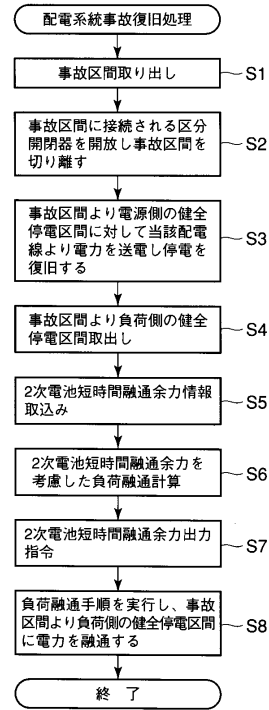 配電系統事故復旧処理
事故区間取り出し
S1
事故区間に接続される区分
開閉器を開放し事故区間を
切り離す
S2
事故区間より電源側の健全
停電区間に対して当該配電
線より電力を送電し停電を
復旧する
S3
事故区間より負荷側の健全
停電区間取出し
S4
2次電池短時間融通余力情報
取込み
S5
2次電池短時間融通余力を
考慮した負荷融通計算
S6
2次電池短時間融通余力出力
指令
S7
負荷融通手順を実行し、事故
区間より負荷側の健全停電区間
に電力を融通する
S8
終 了